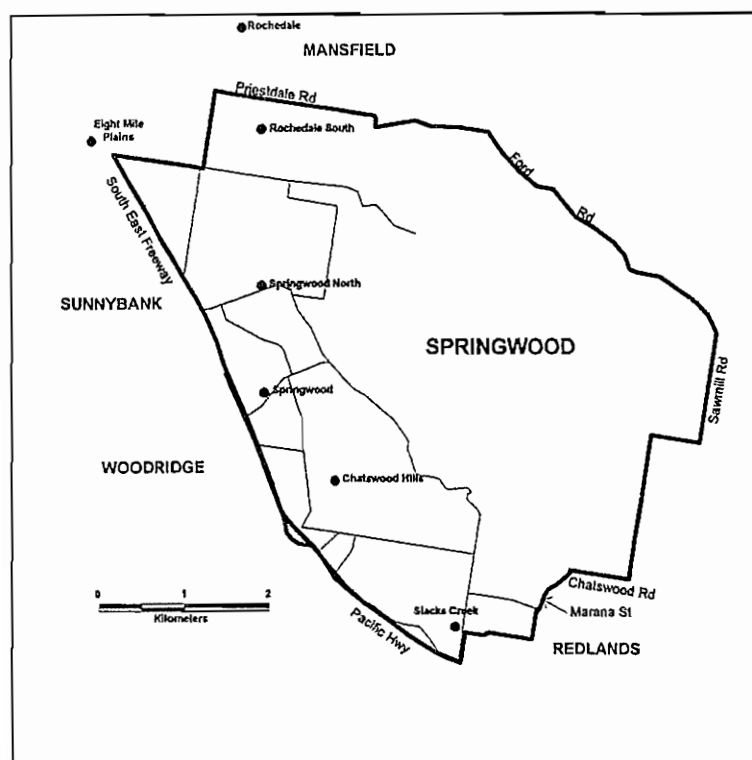 Rochedale
MANSFIELD
Priestdale Rd
Eight Mile
Plains
Rochedale South
Ford
Rd
South East Freeway
Springwood North
SUNNYBANK
SPRINGWOOD
Sawmill Rd
Springwood
WOODRIDGE
Chatswood Hills
Chatswood Rd
0 1 2
Kilometers
Marana St
Slacks Creek
Pacific Hwy
REDLANDS